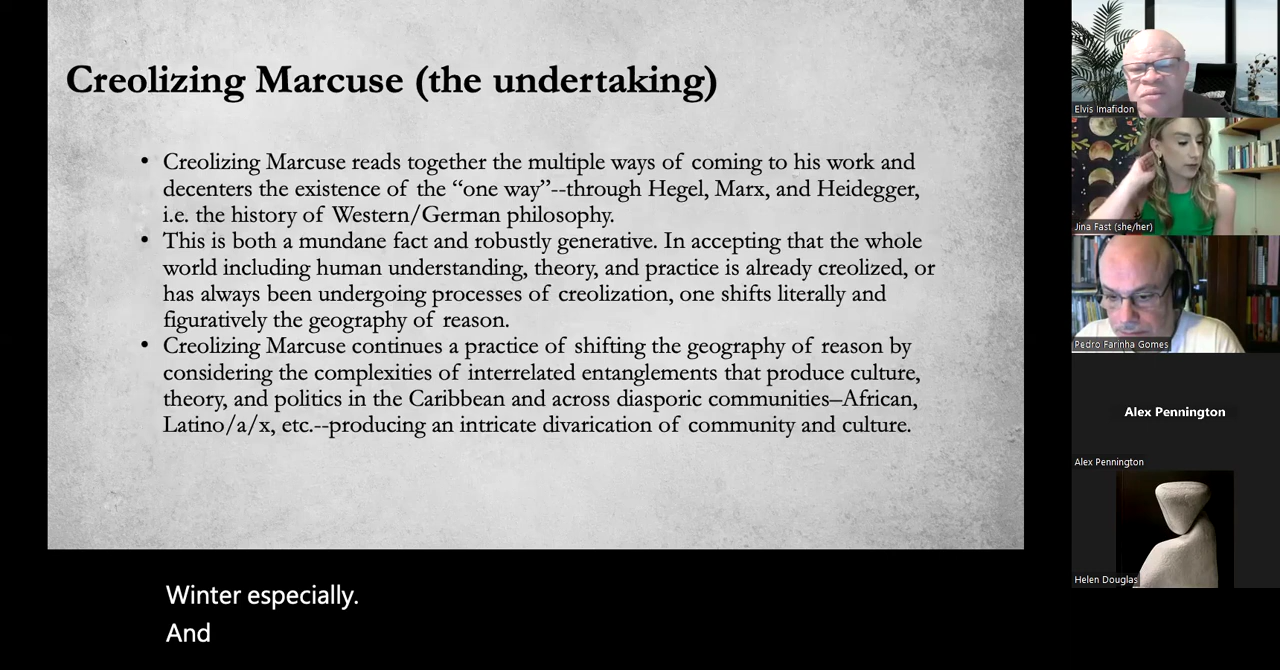 Creolizing Marcuse (the undertaking)
• Creolizing Marcuse reads together the multiple ways of coming to his work and
decenters the existence of the “one way”--through Hegel, Marx, and Heidegger,
i.e. the history of Western/German philosophy.
• This is both a mundane fact and robustly generative. In accepting that the whole
world including human understanding, theory, and practice is already creolized, or
has always been undergoing processes of creolization, one shifts literally and
figuratively the geography of reason.
• Creolizing Marcuse continues a practice of shifting the geography of reason by
considering the complexities of interrelated entanglements that produce culture,
theory, and politics in the Caribbean and across diasporic communities–African,
Latino/a/x, etc.--producing an intricate divarication of community and culture.
Winter especially.
And
Elvis Imafidon
Jina Fast (she/her)
Pedro Farinha Gomes
Alex Pennington
Alex Pennington
Helen Douglas